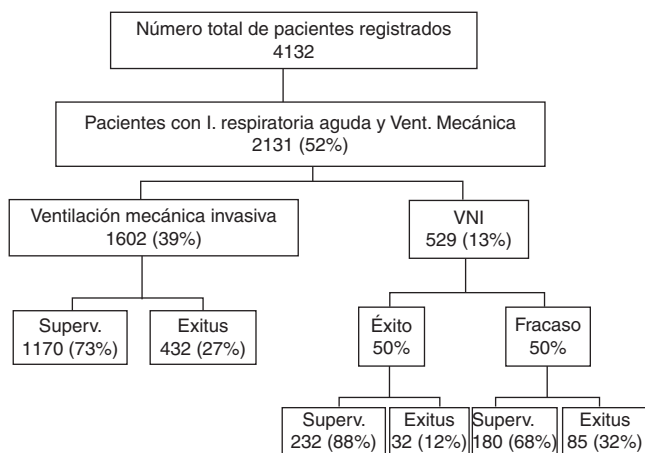 Número total de pacientes registrados
4132
Pacientes con I. respiratoria aguda y Vent. Mecánica
2131 (52%)
Ventilación mecánica invasiva
1602 (39%)
VNI
529 (13%)
Superv.
1170 (73%)
Exitus
432 (27%)
Éxito
50%
Fracaso
50%
Superv.
232 (88%)
Exitus
32 (12%)
Superv.
180 (68%)
Exitus
85 (32%)